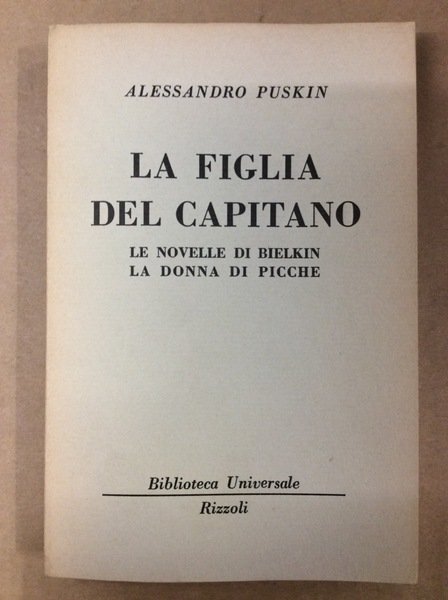 ALESSANDRO PUSKIN
LA FIGLIA
DEL CAPITANO
LE NOVELLE DI BIELKIN
LA DONNA DI PICCHE
Biblioteca Universale
Rizzoli